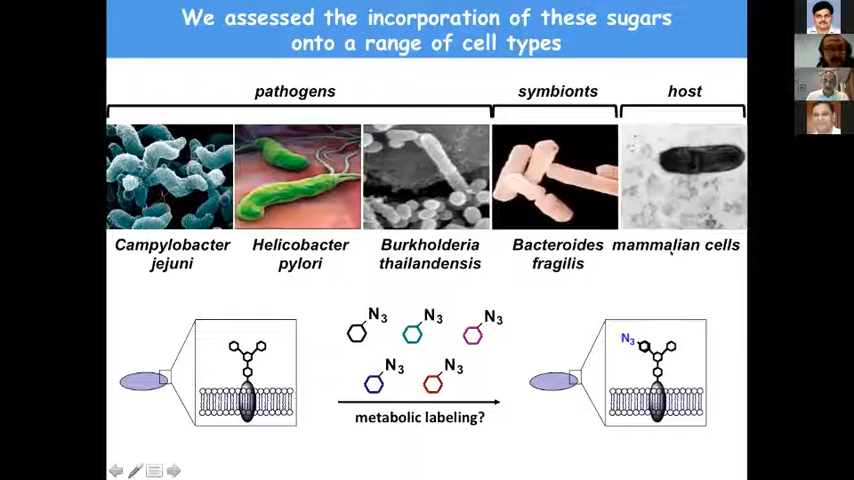 We assessed the incorporation of these sugars
onto a range of cell types
pathogens
symbionts
host
Campylobacter
jejuni
Helicobacter
pylori
Burkholderia
thailandensis
Bacteroides
fragilis
mammalian cells
N3
N3
N3
N3
N3
N3
metabolic labeling?